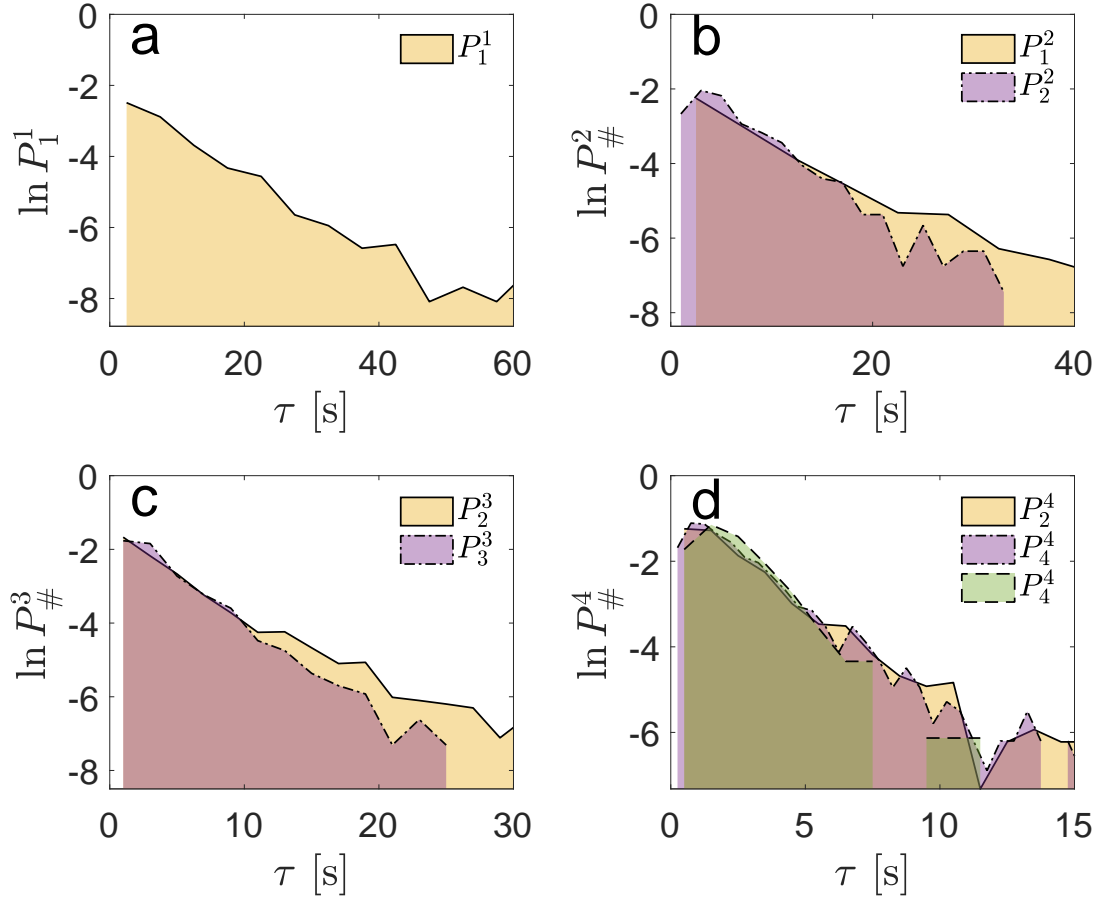 a
P_1^1
0
-2
-4
-6
-8
ln P_1^1
0 20 40 60
τ [s]
b
P_1^2
P_2^2
0
-2
-4
-6
-8
ln P_#^2
0 20 40
τ [s]
c
P_2^3
P_3^3
0
-2
-4
-6
-8
ln P_#^3
0 10 20 30
τ [s]
d
P_2^4
P_4^4
P_4^4
0
-2
-4
-6
ln P_#^4
0 5 10 15
τ [s]